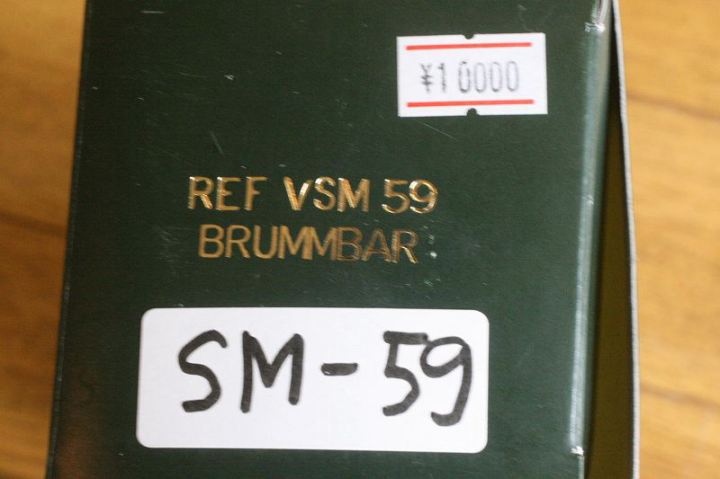 ¥10000
REF VSM 59
BRUMMBAR
SM-59